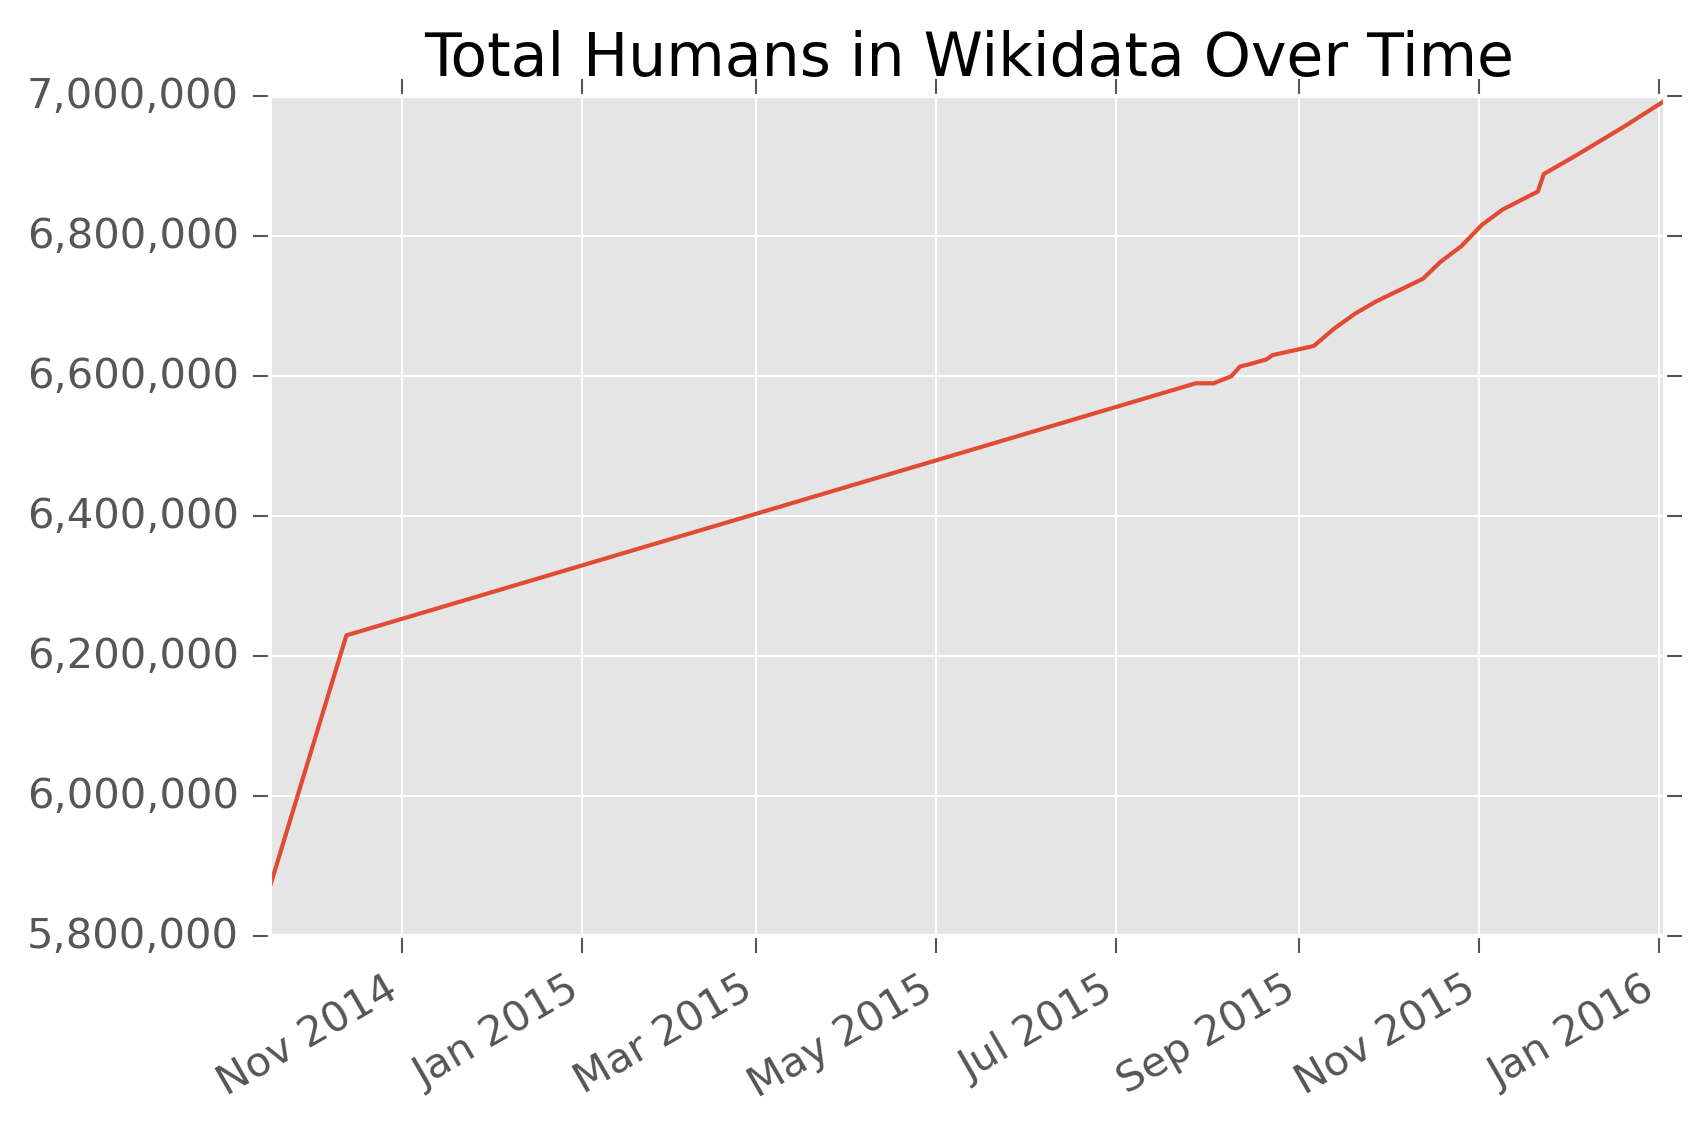 Total Humans in Wikidata Over Time
7,000,000
6,800,000
6,600,000
6,400,000
6,200,000
6,000,000
5,800,000
Nov 2014
Jan 2015
Mar 2015
May 2015
Jul 2015
Sep 2015
Nov 2015
Jan 2016